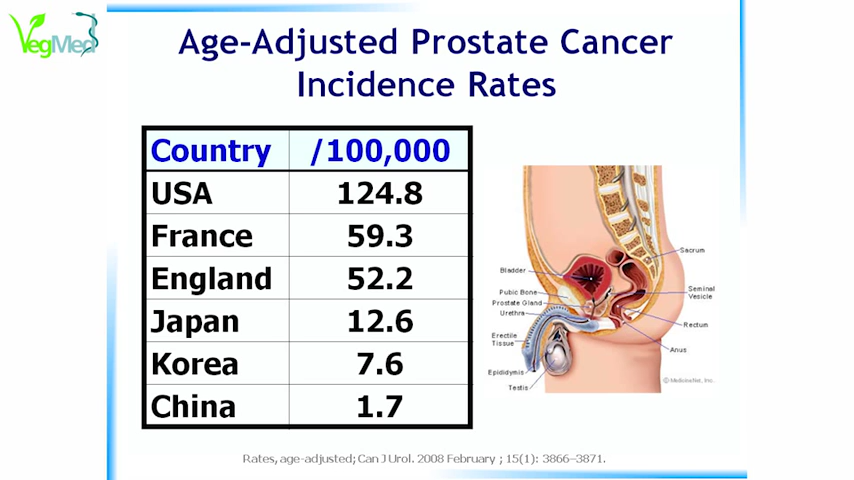 VegMed
Age-Adjusted Prostate Cancer
Incidence Rates
Country /100,000
USA 124.8
France 59.3
England 52.2
Japan 12.6
Korea 7.6
China 1.7
Sacrum
Bladder
Seminal
Vesicle
Pubic Bone
Prostate Gland
Urethra
Rectum
Erectile
Tissue
Anus
Epididymis
Testis
© MedicineNet, Inc.
Rates, age-adjusted; Can J Urol. 2008 February ; 15(1): 3866–3871.